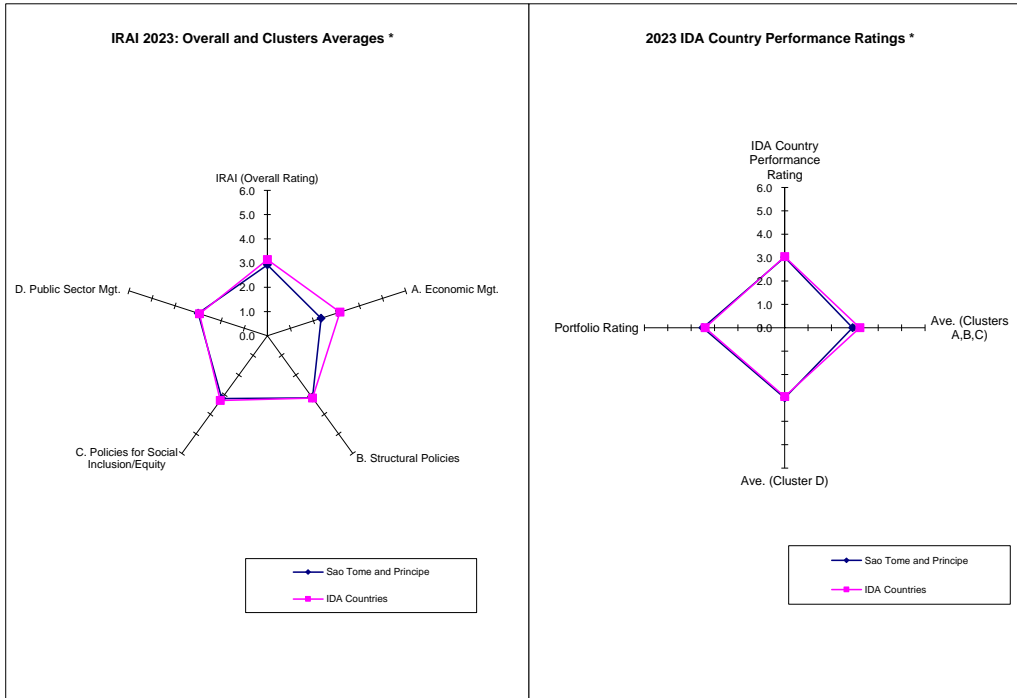 IRAI 2023: Overall and Clusters Averages *
IRAI (Overall Rating)
6.0
5.0
4.0
3.0
2.0
1.0
0.0
A. Economic Mgt.
D. Public Sector Mgt.
C. Policies for Social
Inclusion/Equity
B. Structural Policies
Sao Tome and Principe
IDA Countries
2023 IDA Country Performance Ratings *
IDA Country
Performance
Rating
6.0
5.0
4.0
3.0
2.0
1.0
0.0
Portfolio Rating
Ave. (Clusters
A,B,C)
Ave. (Cluster D)
Sao Tome and Principe
IDA Countries